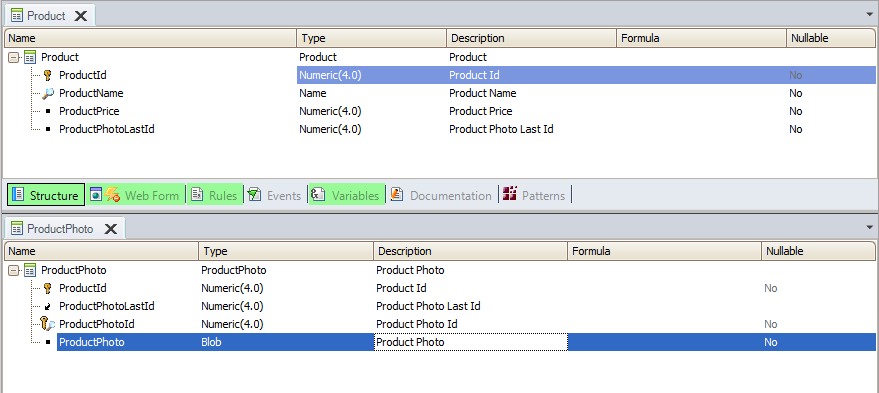 Product
Name Type Description Formula Nullable
Product Product Product
ProductId Numeric(4.0) Product Id No
ProductName Name Product Name No
ProductPrice Numeric(4.0) Product Price No
ProductPhotoLastId Numeric(4.0) Product Photo Last Id No
Structure Web Form Rules Events Variables Documentation Patterns
ProductPhoto
Name Type Description Formula Nullable
ProductPhoto ProductPhoto Product Photo
ProductId Numeric(4.0) Product Id No
ProductPhotoLastId Numeric(4.0) Product Photo Last Id
ProductPhotoId Numeric(4.0) Product Photo Id No
ProductPhoto Blob Product Photo No